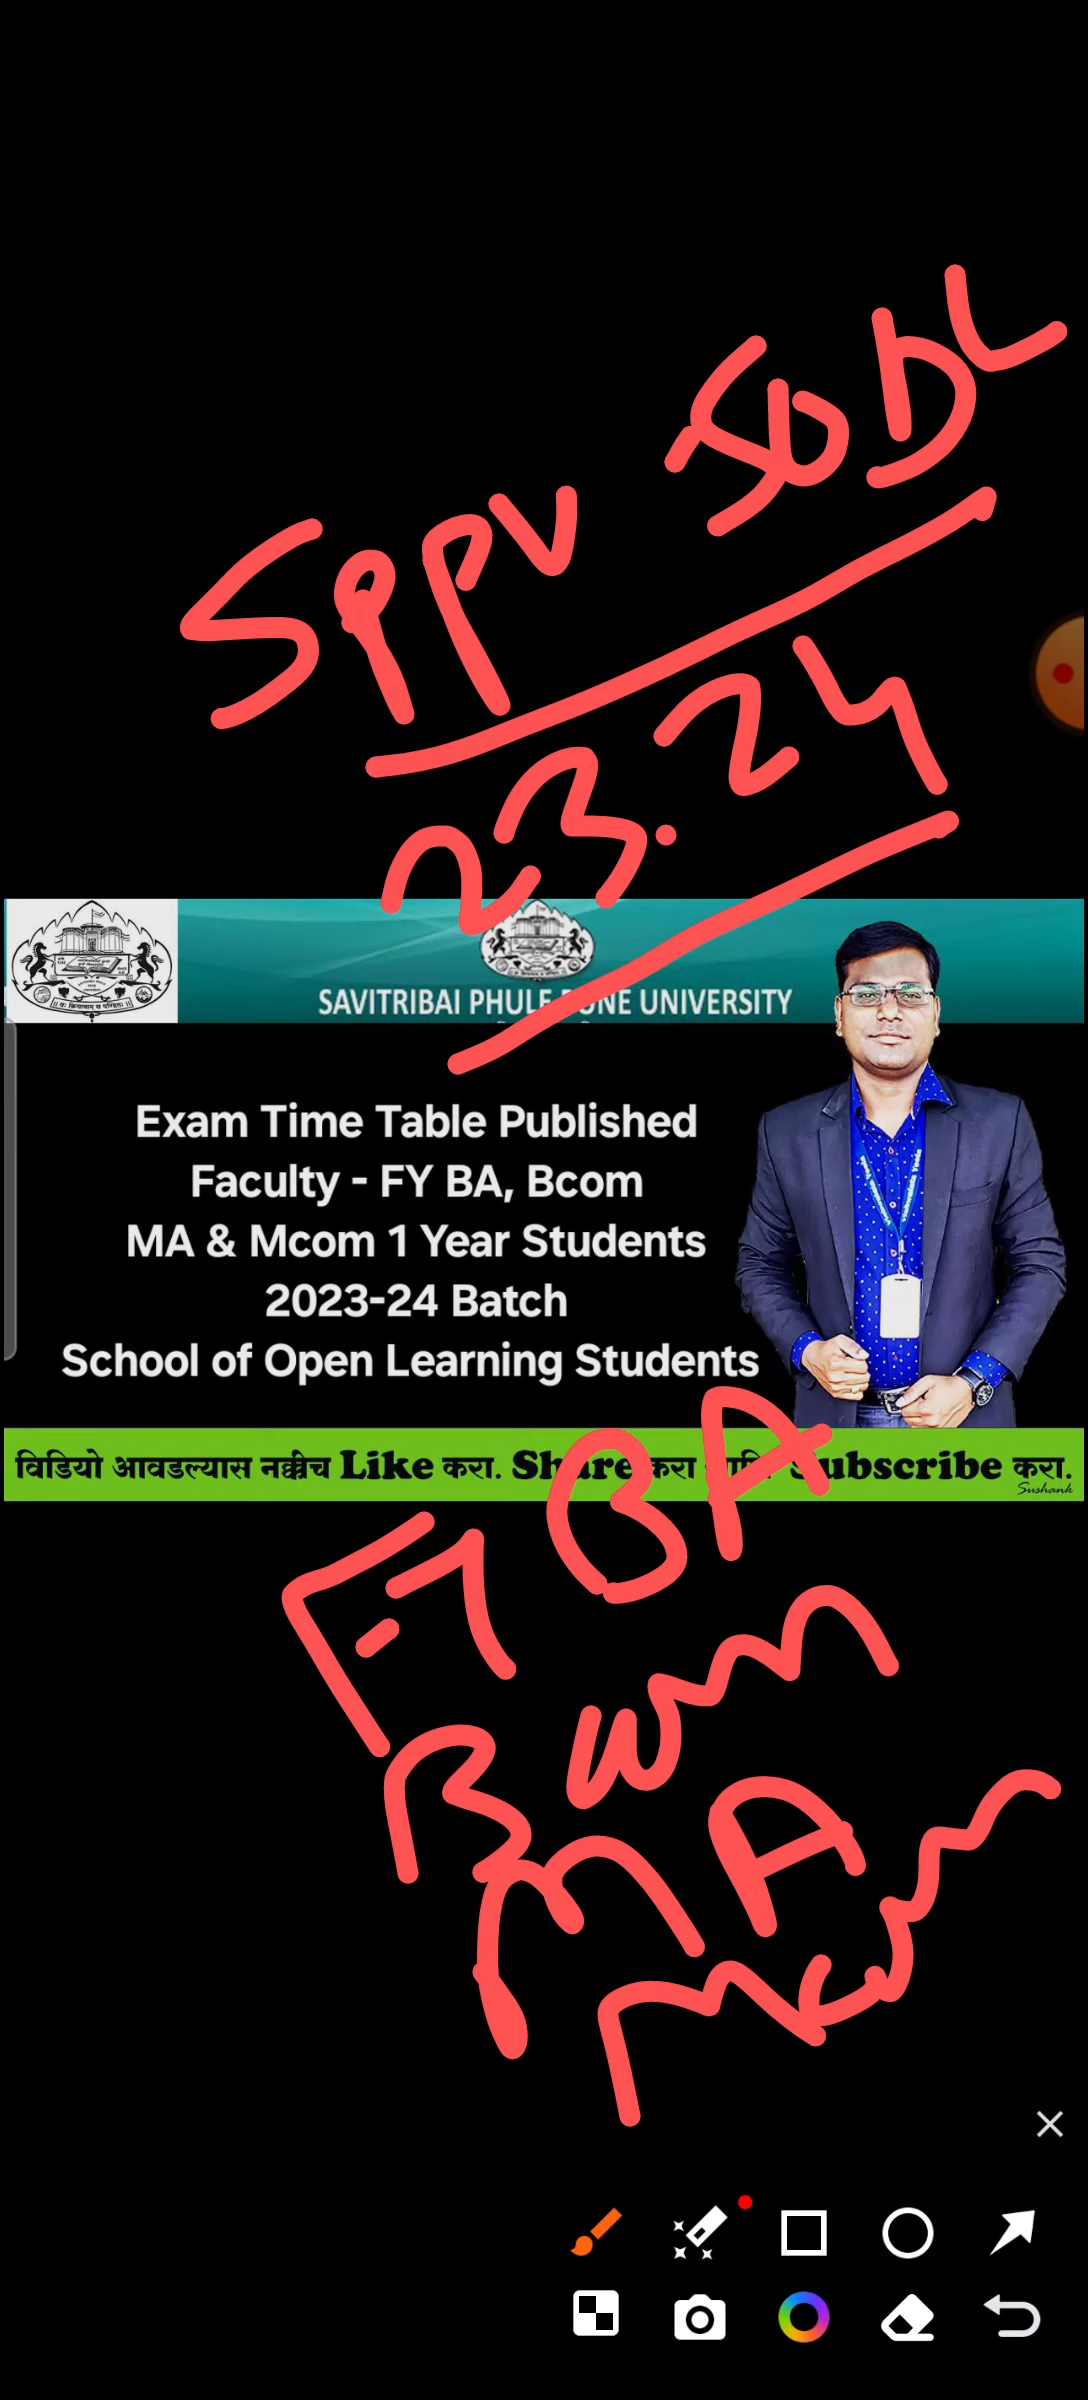 SPPU SODL
23.24
SAVITRIBAI PHULE PUNE UNIVERSITY
Exam Time Table Published
Faculty - FY BA, Bcom
MA & Mcom 1 Year Students
2023-24 Batch
School of Open Learning Students
विडियो आवडल्यास नक्कीच Like करा. Share करा आणि Subscribe करा.
Sushank
FY BA
Bcom
MA
Mcom